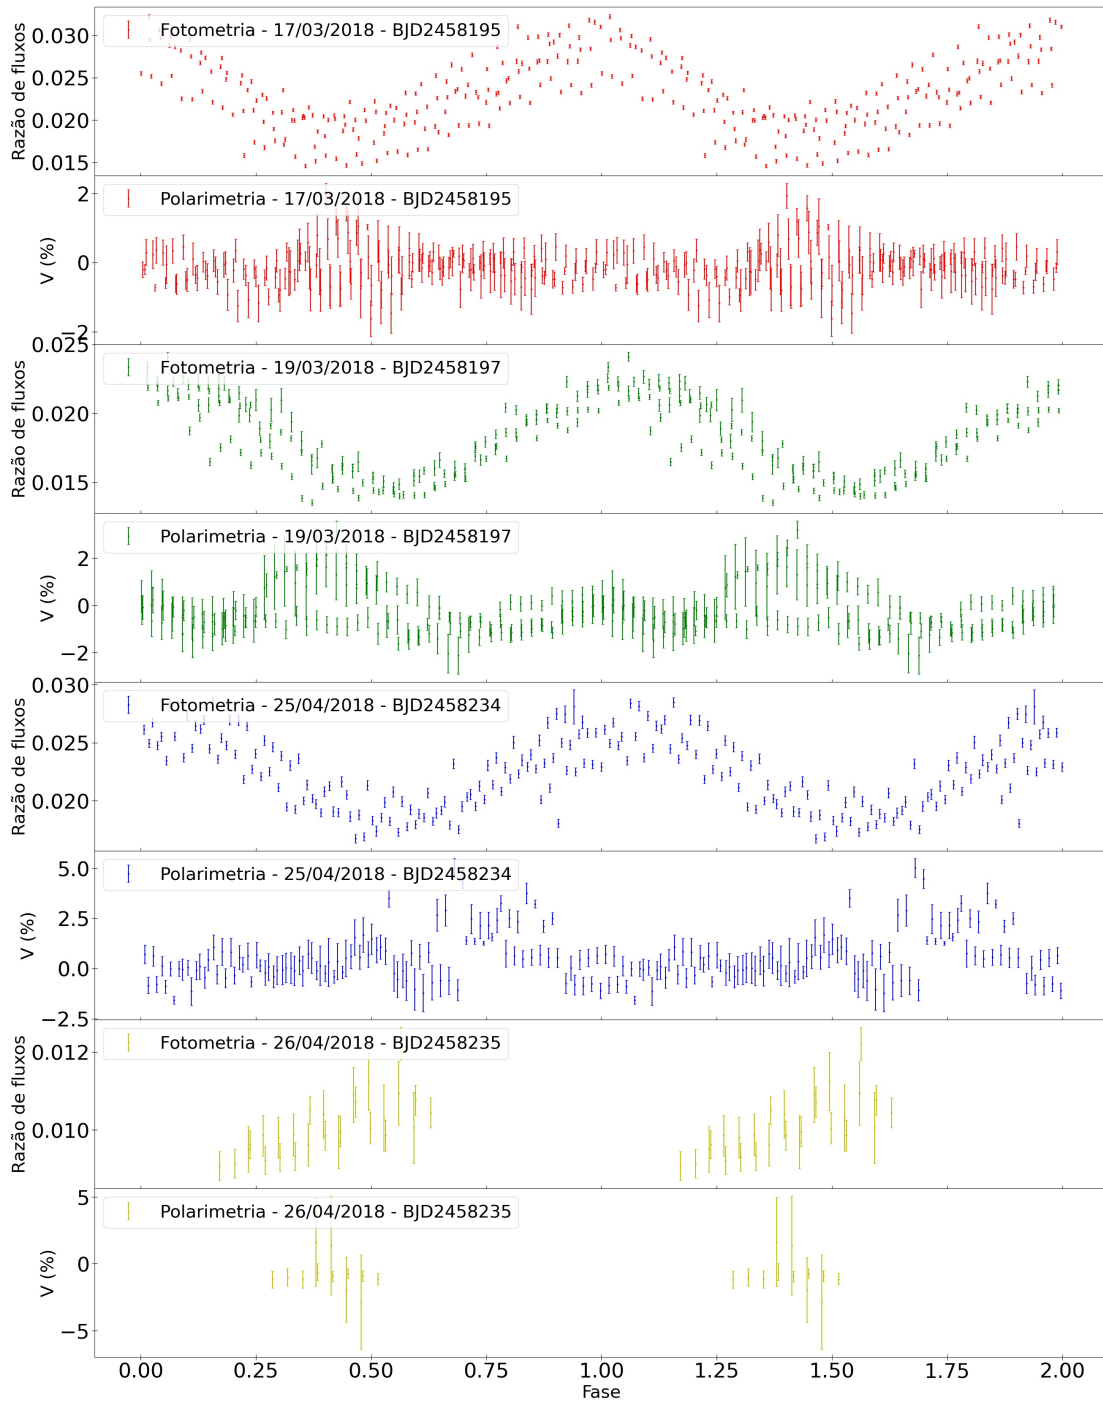 Fotometria - 17/03/2018 - BJD2458195
Razão de fluxos
0.030
0.025
0.020
0.015
Polarimetria - 17/03/2018 - BJD2458195
V (%)
2
0
−2
Fotometria - 19/03/2018 - BJD2458197
Razão de fluxos
0.025
0.020
0.015
Polarimetria - 19/03/2018 - BJD2458197
V (%)
2
0
−2
Fotometria - 25/04/2018 - BJD2458234
Razão de fluxos
0.030
0.025
0.020
Polarimetria - 25/04/2018 - BJD2458234
V (%)
5.0
2.5
0.0
−2.5
Fotometria - 26/04/2018 - BJD2458235
Razão de fluxos
0.012
0.010
Polarimetria - 26/04/2018 - BJD2458235
V (%)
5
0
−5
0.00 0.25 0.50 0.75 1.00 1.25 1.50 1.75 2.00
Fase